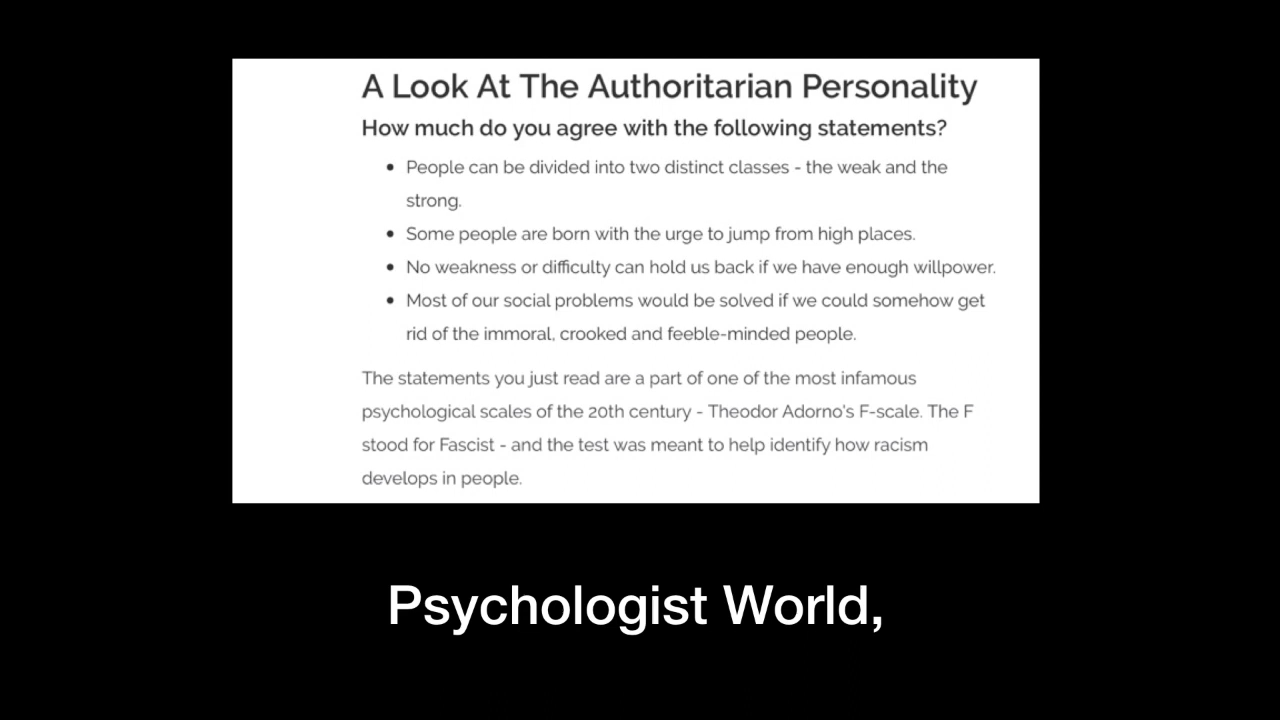 A Look At The Authoritarian Personality
How much do you agree with the following statements?
• People can be divided into two distinct classes - the weak and the
strong.
• Some people are born with the urge to jump from high places.
• No weakness or difficulty can hold us back if we have enough willpower.
• Most of our social problems would be solved if we could somehow get
rid of the immoral, crooked and feeble-minded people.
The statements you just read are a part of one of the most infamous
psychological scales of the 20th century - Theodor Adorno's F-scale. The F
stood for Fascist - and the test was meant to help identify how racism
develops in people.
Psychologist World,